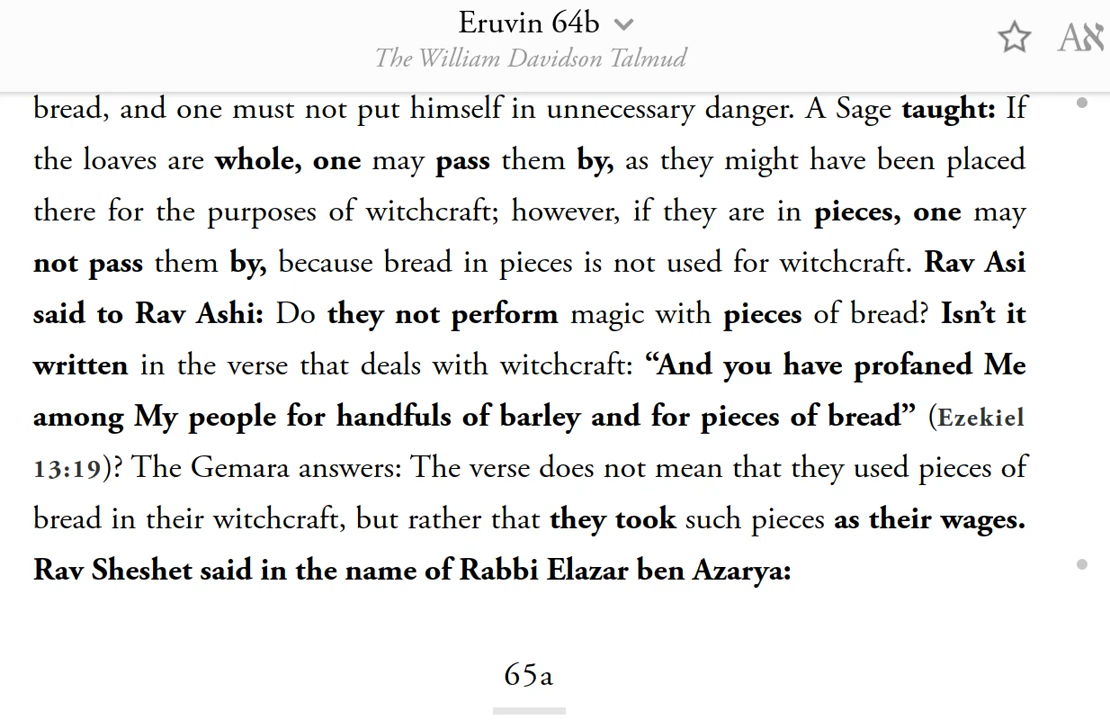 Eruvin 64b
The William Davidson Talmud
Aא
bread, and one must not put himself in unnecessary danger. A Sage taught: If
the loaves are whole, one may pass them by, as they might have been placed
there for the purposes of witchcraft; however, if they are in pieces, one may
not pass them by, because bread in pieces is not used for witchcraft. Rav Asi
said to Rav Ashi: Do they not perform magic with pieces of bread? Isn’t it
written in the verse that deals with witchcraft: “And you have profaned Me
among My people for handfuls of barley and for pieces of bread” (Ezekiel
13:19)? The Gemara answers: The verse does not mean that they used pieces of
bread in their witchcraft, but rather that they took such pieces as their wages.
Rav Sheshet said in the name of Rabbi Elazar ben Azarya:
65a